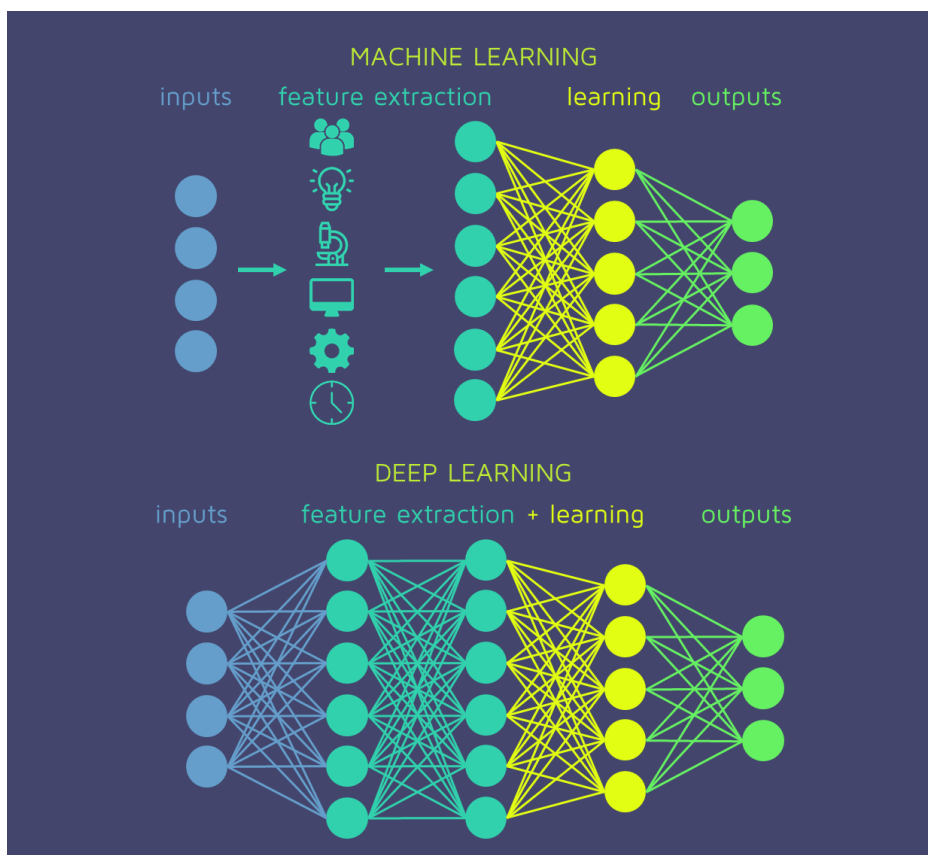 MACHINE LEARNING
inputs feature extraction learning outputs
DEEP LEARNING
inputs feature extraction + learning outputs